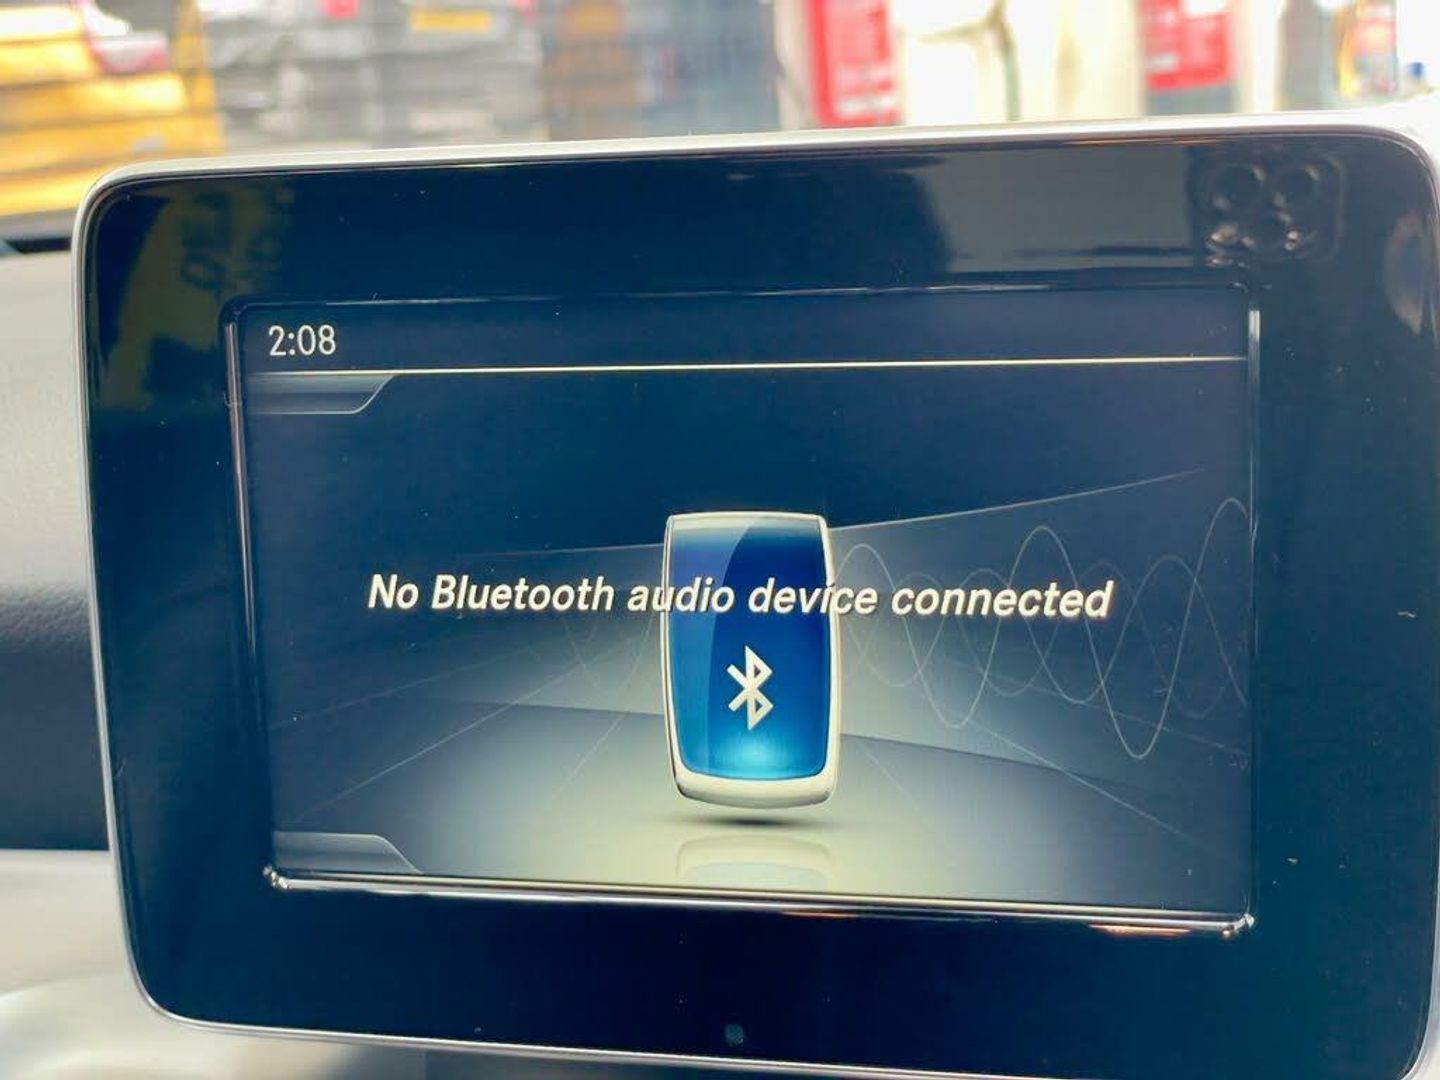 2:08
No Bluetooth audio device connected